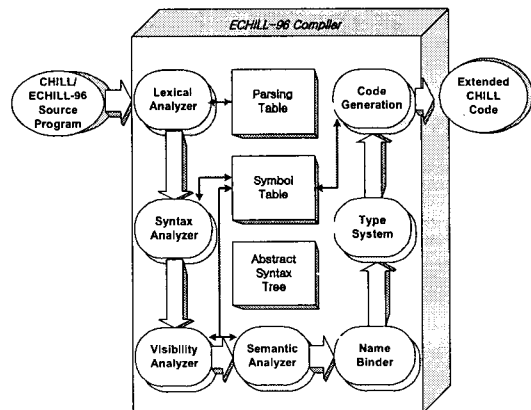 ECHILL-96 Compiler
CHILL/
ECHILL-96
Source
Program
Lexical
Analyzer
Parsing
Table
Code
Generation
Extended
CHILL
Code
Syntax
Analyzer
Symbol
Table
Type
System
Abstract
Syntax
Tree
Visibility
Analyzer
Semantic
Analyzer
Name
Binder